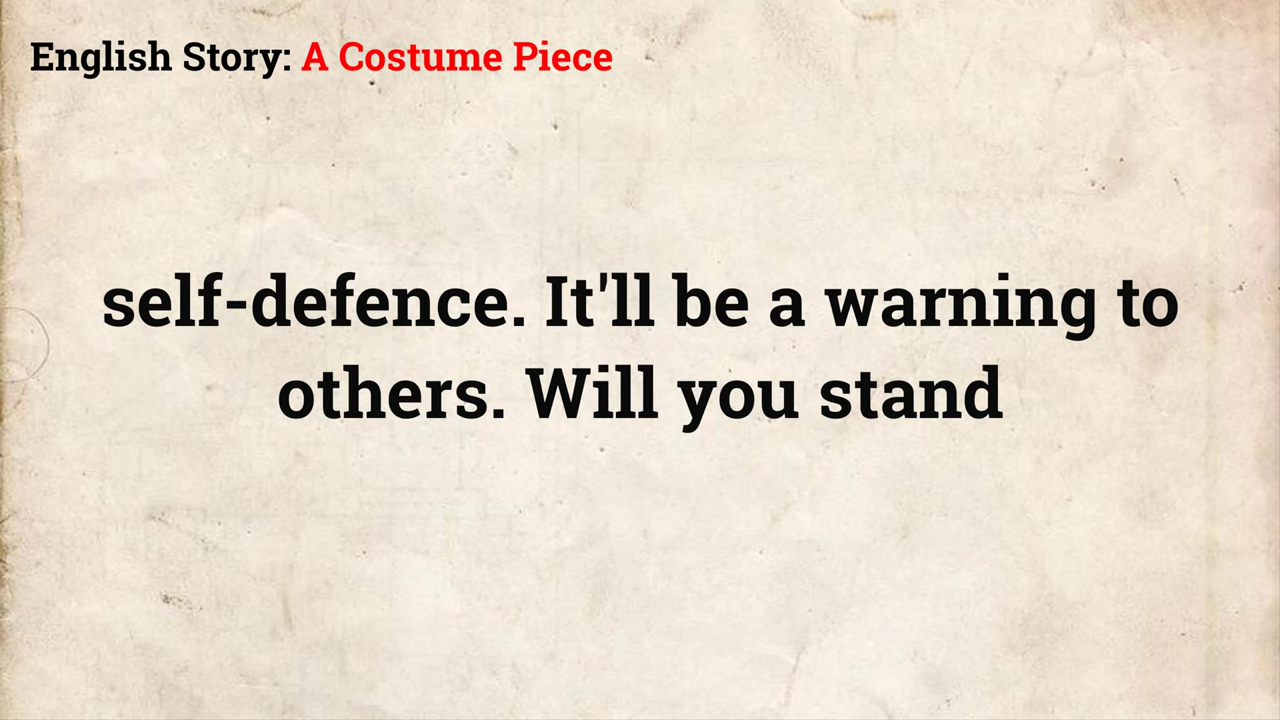 English Story: A Costume Piece
self-defence. It'll be a warning to
others. Will you stand